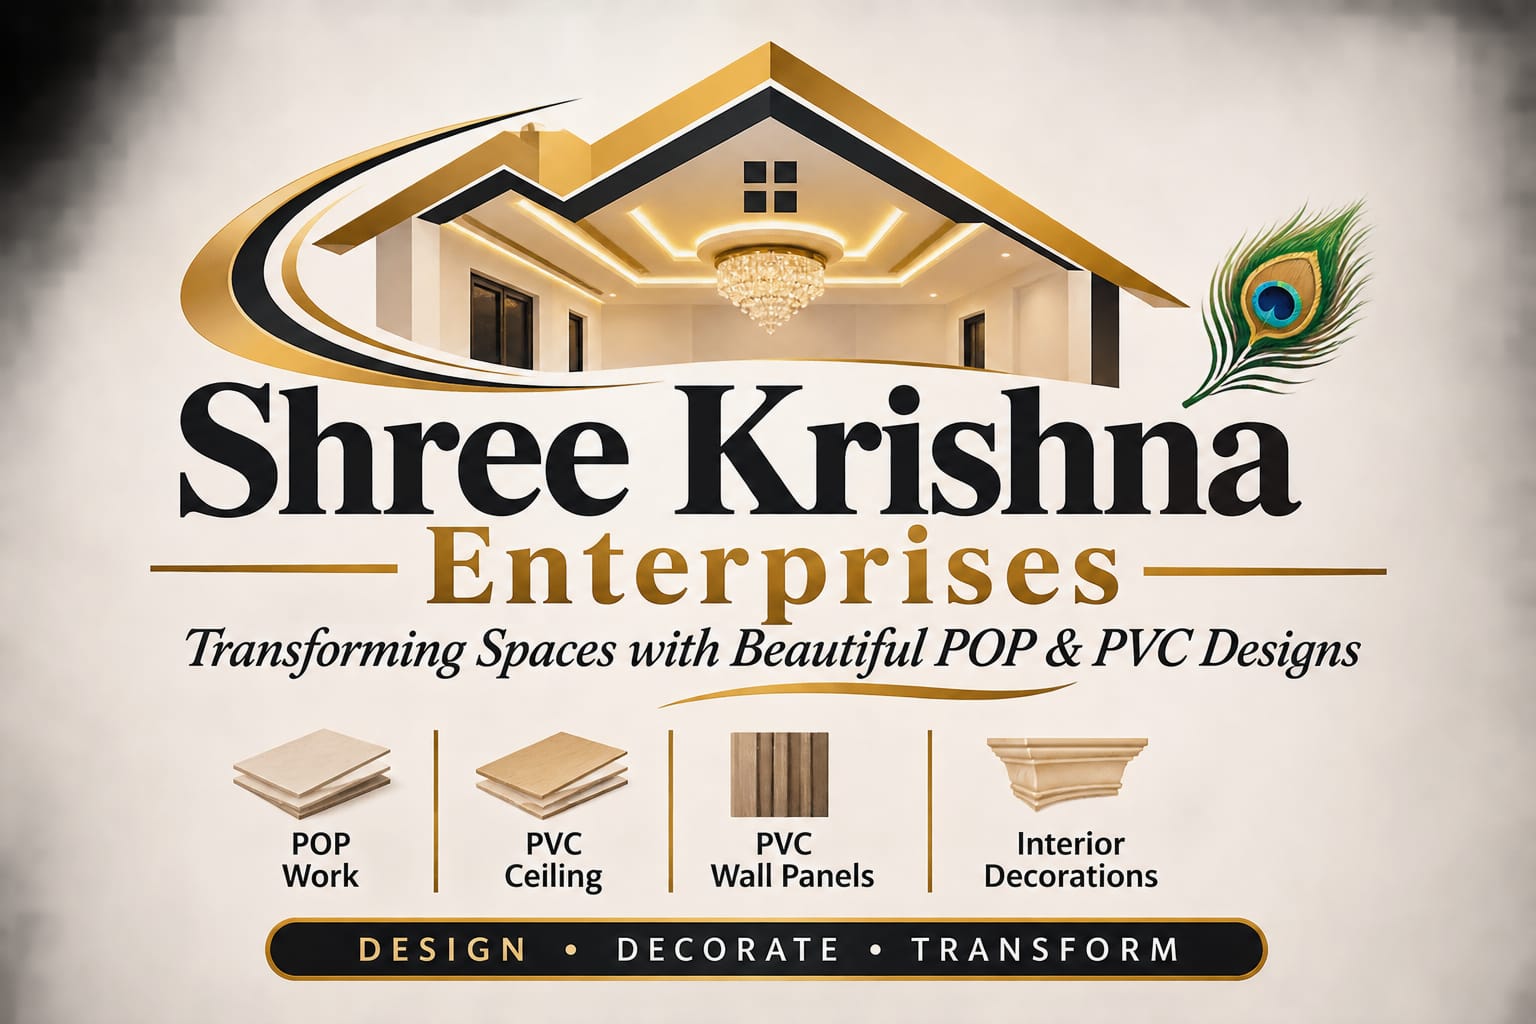 Shree Krishna
Enterprises
Transforming Spaces with Beautiful POP & PVC Designs
POP
Work
PVC
Ceiling
PVC
Wall Panels
Interior
Decorations
DESIGN • DECORATE • TRANSFORM